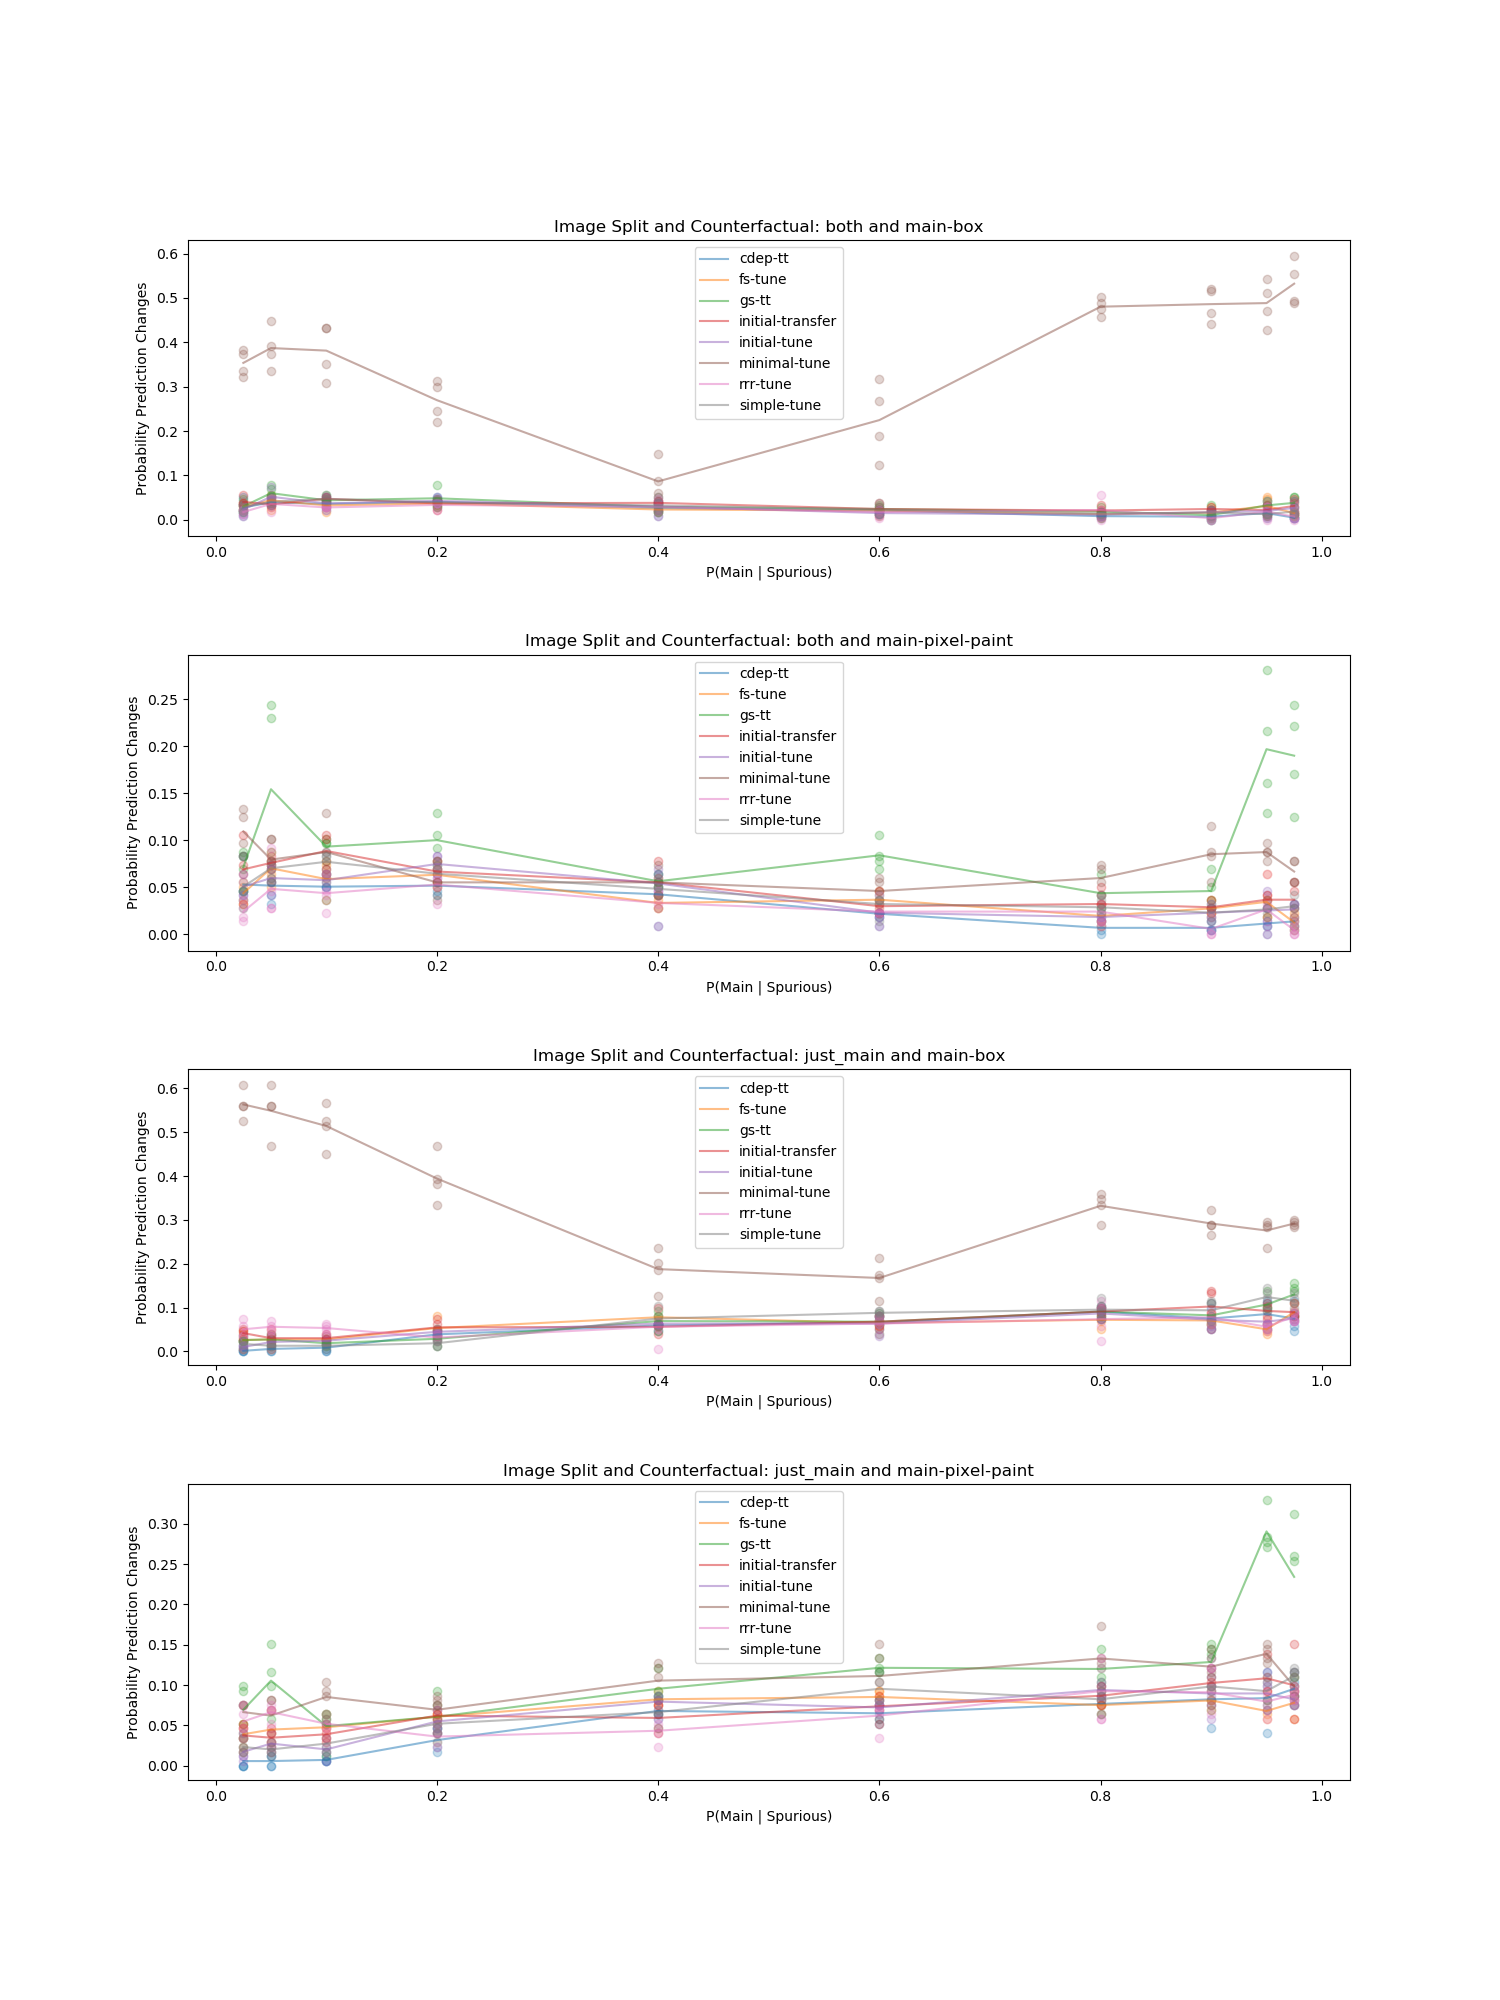 Image Split and Counterfactual: both and main-box
Probability Prediction Changes
0.6
0.5
0.4
0.3
0.2
0.1
0.0
cdep-tt
fs-tune
gs-tt
initial-transfer
initial-tune
minimal-tune
rrr-tune
simple-tune
0.0 0.2 0.4 0.6 0.8 1.0
P(Main | Spurious)
Image Split and Counterfactual: both and main-pixel-paint
Probability Prediction Changes
0.25
0.20
0.15
0.10
0.05
0.00
cdep-tt
fs-tune
gs-tt
initial-transfer
initial-tune
minimal-tune
rrr-tune
simple-tune
0.0 0.2 0.4 0.6 0.8 1.0
P(Main | Spurious)
Image Split and Counterfactual: just_main and main-box
Probability Prediction Changes
0.6
0.5
0.4
0.3
0.2
0.1
0.0
cdep-tt
fs-tune
gs-tt
initial-transfer
initial-tune
minimal-tune
rrr-tune
simple-tune
0.0 0.2 0.4 0.6 0.8 1.0
P(Main | Spurious)
Image Split and Counterfactual: just_main and main-pixel-paint
Probability Prediction Changes
0.30
0.25
0.20
0.15
0.10
0.05
0.00
cdep-tt
fs-tune
gs-tt
initial-transfer
initial-tune
minimal-tune
rrr-tune
simple-tune
0.0 0.2 0.4 0.6 0.8 1.0
P(Main | Spurious)